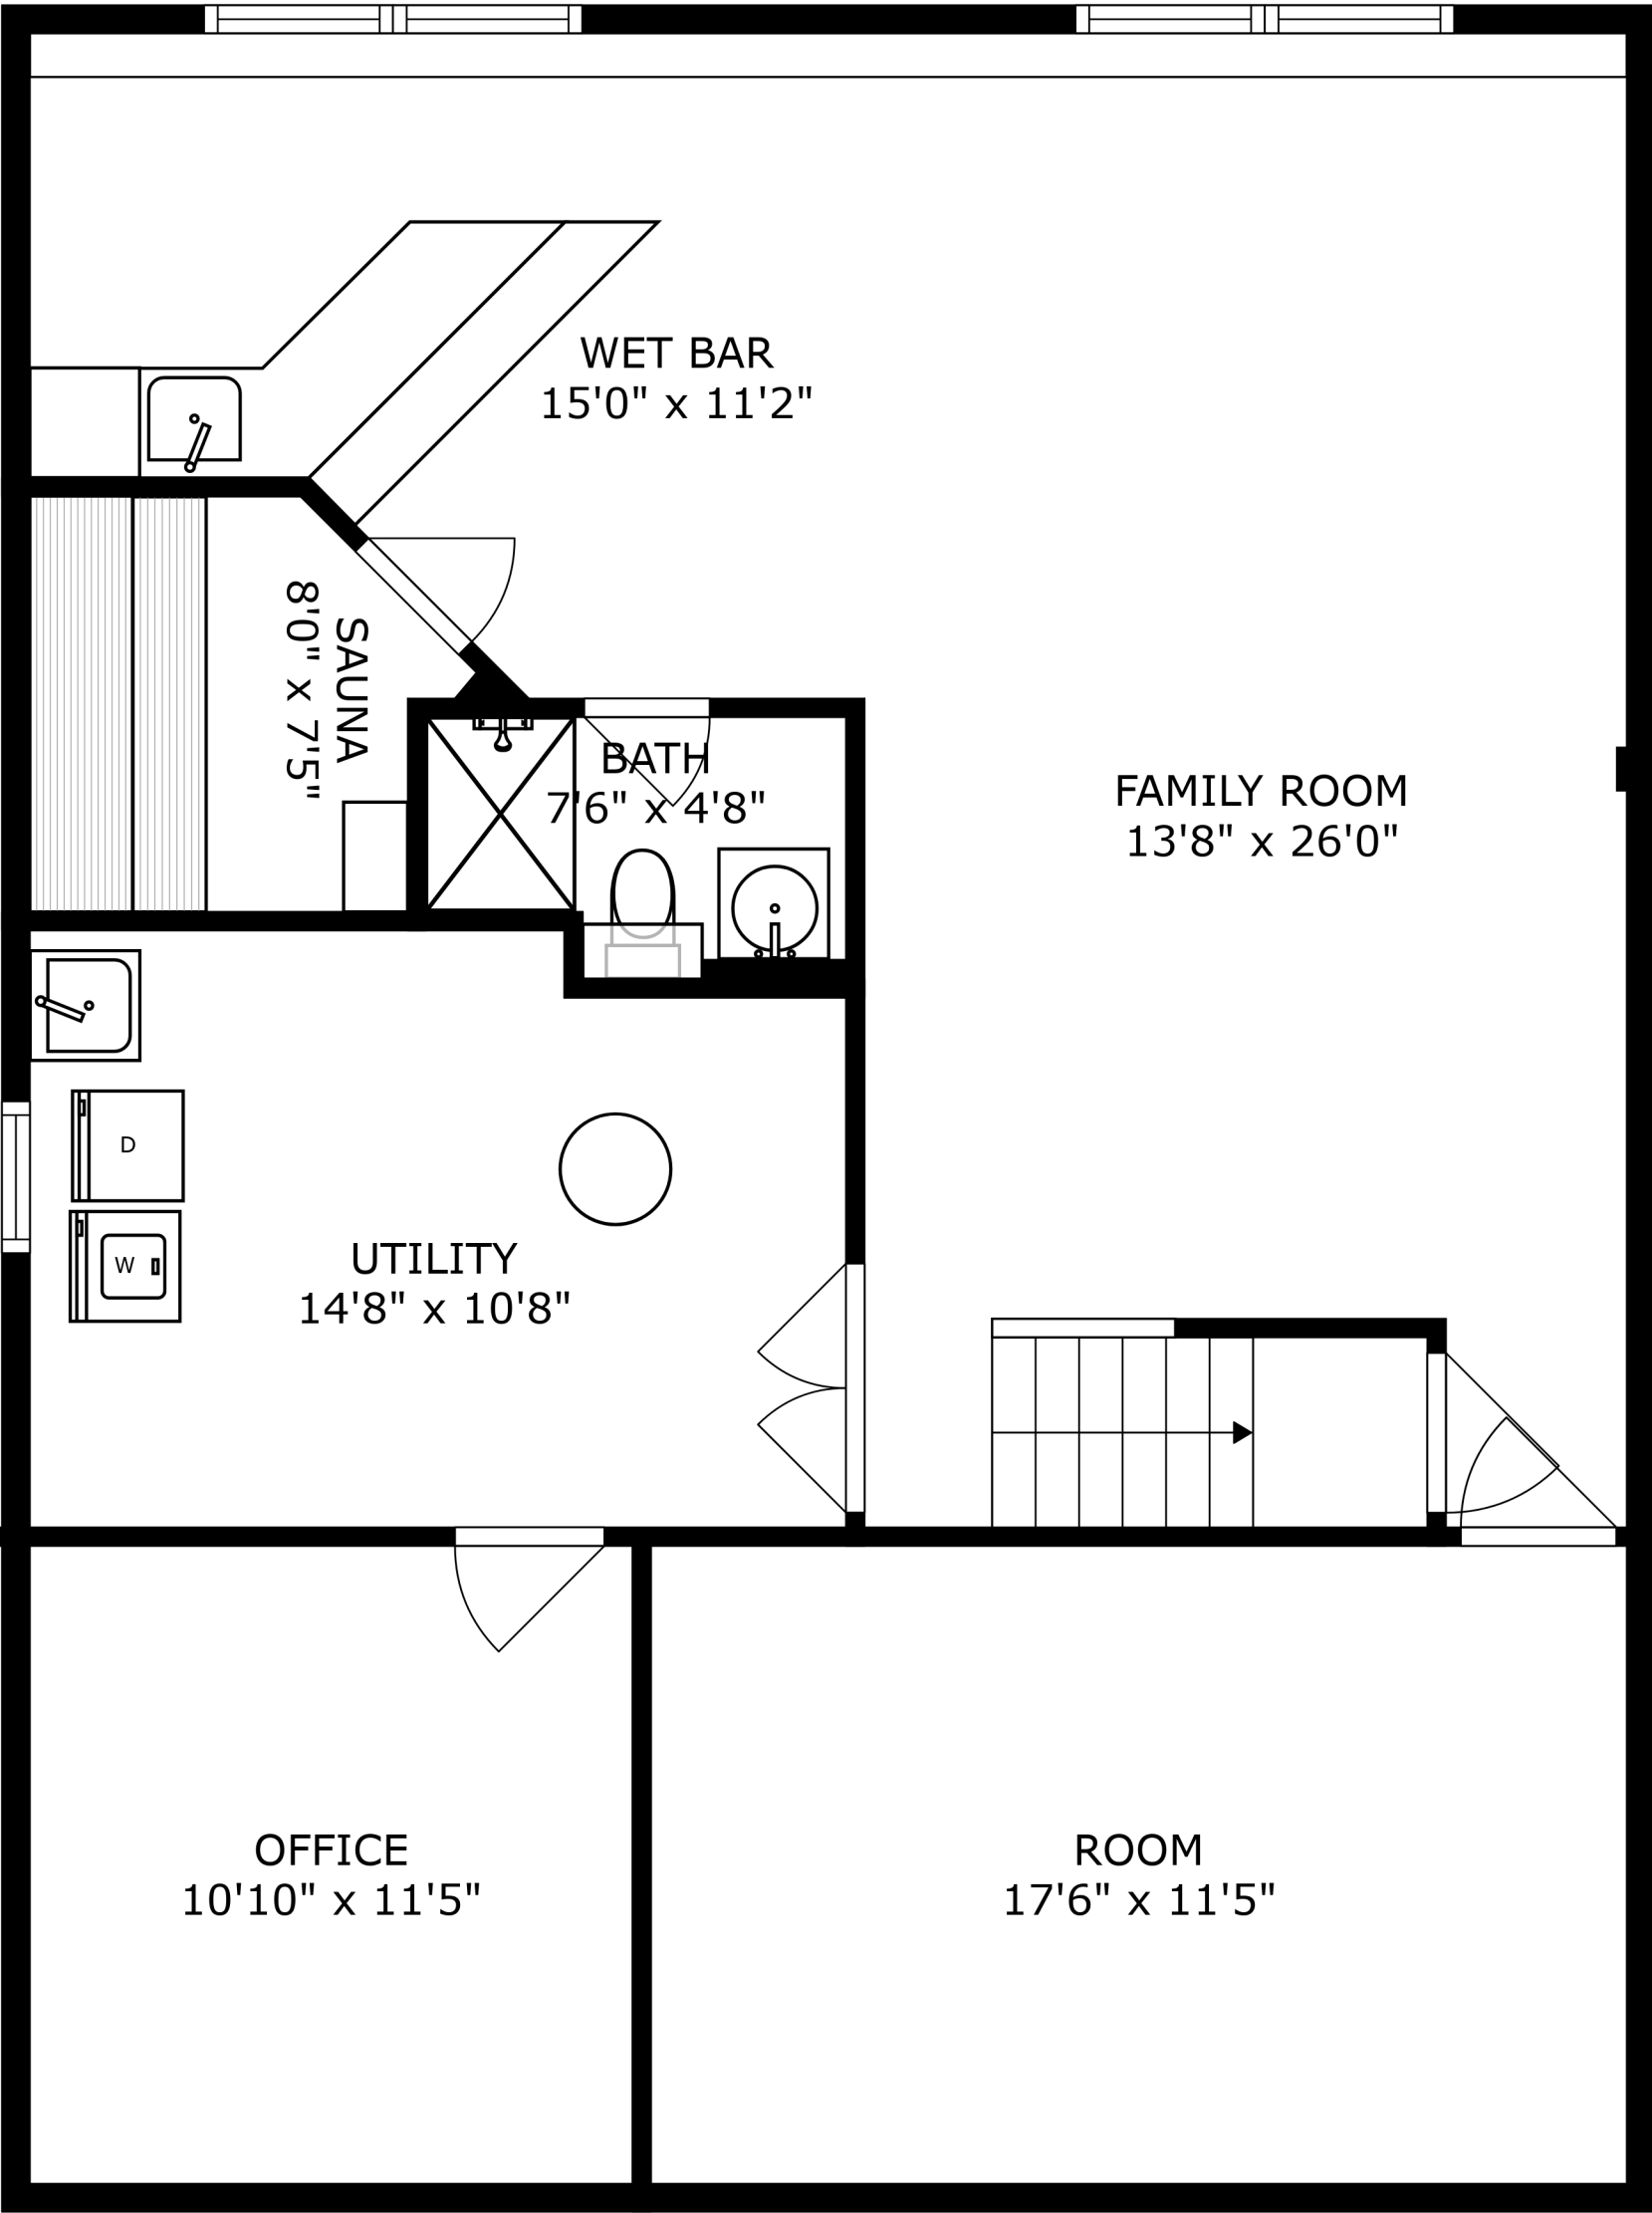 WET BAR
15'0" x 11'2"
SAUNA
8'0" x 7'5"
BATH
7'6" x 4'8"
FAMILY ROOM
13'8" x 26'0"
D
W
UTILITY
14'8" x 10'8"
OFFICE
10'10" x 11'5"
ROOM
17'6" x 11'5"